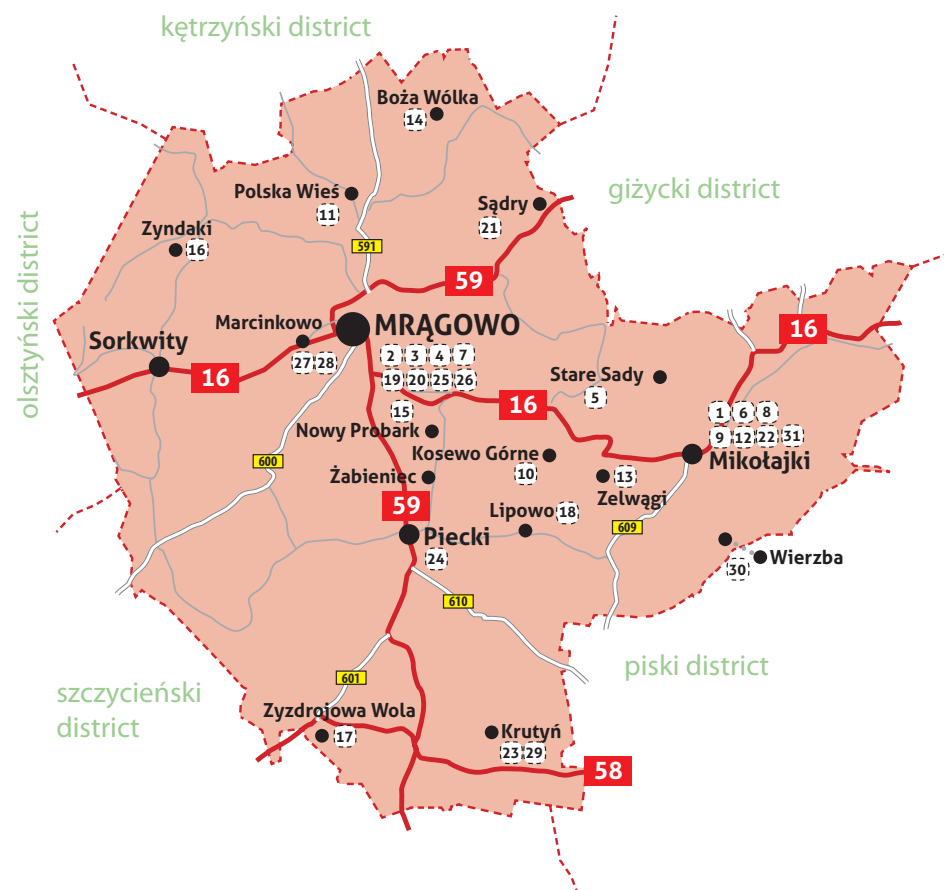 kętrzyński district
Boża Wólka
14
giżycki district
Polska Wieś
11
Sądry
21
Zyndaki
16
olsztyński district
591
59
Marcinkowo
27 28
MRĄGOWO
2 3 4 7
19 20 25 26
Sorkwity
16
16
16
Stare Sady
5
15
Nowy Probark
1 6 8
9 12 22 31
Mikołajki
Kosewo Górne
10
600
Żabieniec
13
Zelwągi
59
Lipowo 18
609
Piecki
24
Wierzba
30
610
piski district
601
szczycieński
district
Zyzdrojowa Wola
17
Krutyń
23 29
58